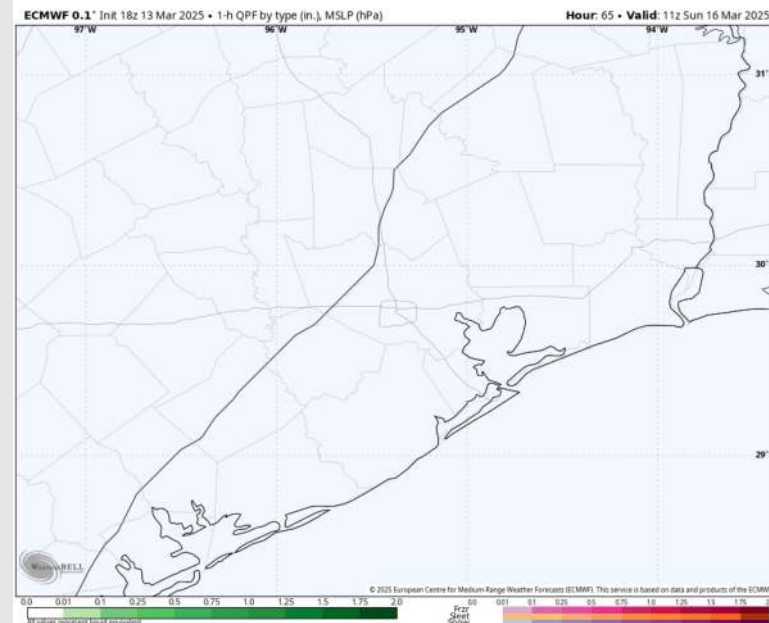 ECMWF 0.1° Init 18z 13 Mar 2025 • 1-h QPF by type (in.), MSLP (hPa) Hour: 65 • Valid: 11z Sun 16 Mar 2025
97°W 96°W 95°W 94°W
31°
30°
29°
WEATHERBELL
© 2025 European Centre for Medium-Range Weather Forecasts (ECMWF). This service is based on data and products of the ECMWF
0.0 0.01 0.1 0.25 0.5 0.75 1.0 1.25 1.5 1.75 2.0
Frzr
Sleet
0.0 0.01 0.1 0.25 0.5 0.75 1.0 1.25 1.5 1.75